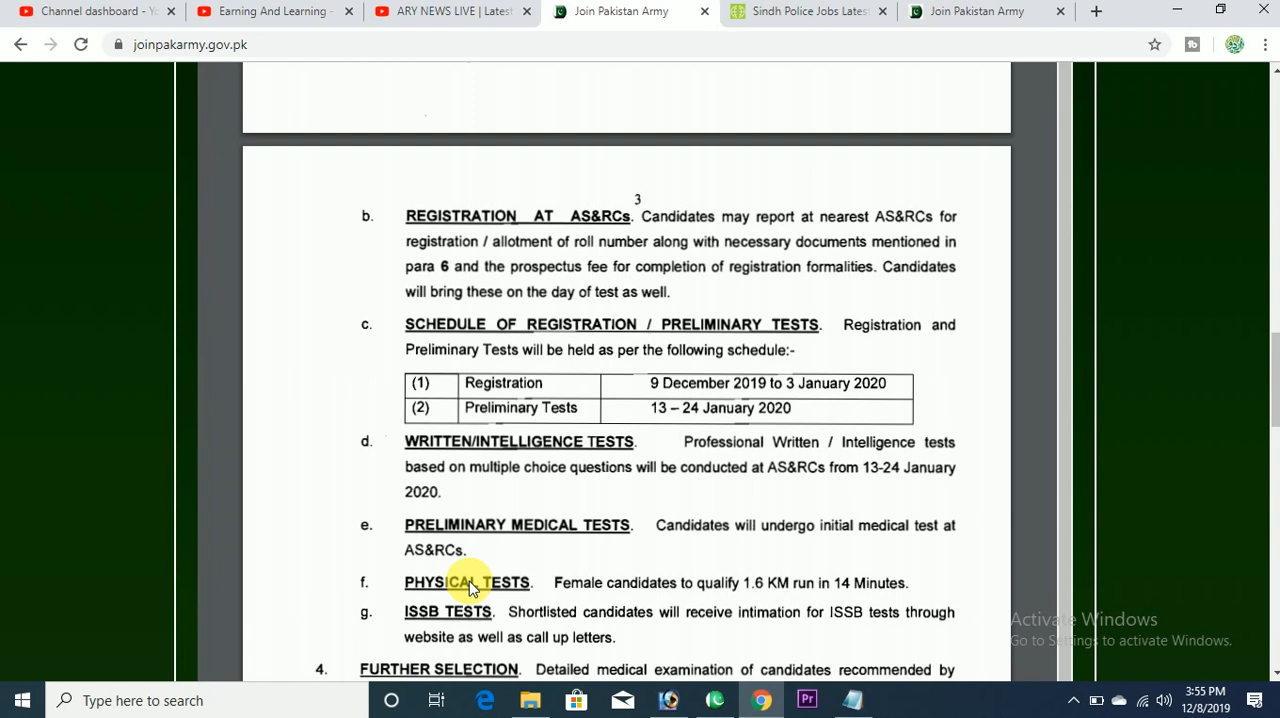 Channel dashboard - Yo
Earning And Learning -
ARY NEWS LIVE | Latest
Join Pakistan Army
Sindh Police Jobs Latest
Join Pakistan Army
joinpakarmy.gov.pk
3
b. REGISTRATION AT AS&RCs. Candidates may report at nearest AS&RCs for
registration / allotment of roll number along with necessary documents mentioned in
para 6 and the prospectus fee for completion of registration formalities. Candidates
will bring these on the day of test as well.
c. SCHEDULE OF REGISTRATION / PRELIMINARY TESTS. Registration and
Preliminary Tests will be held as per the following schedule:-
(1) Registration 9 December 2019 to 3 January 2020
(2) Preliminary Tests 13 – 24 January 2020
d. WRITTEN/INTELLIGENCE TESTS. Professional Written / Intelligence tests
based on multiple choice questions will be conducted at AS&RCs from 13-24 January
2020.
e. PRELIMINARY MEDICAL TESTS. Candidates will undergo initial medical test at
AS&RCs.
f. PHYSICAL TESTS. Female candidates to qualify 1.6 KM run in 14 Minutes.
g. ISSB TESTS. Shortlisted candidates will receive intimation for ISSB tests through
website as well as call up letters.
4. FURTHER SELECTION. Detailed medical examination of candidates recommended by
Activate Windows
Go to Settings to activate Windows.
Type here to search
Pr
3:55 PM
12/8/2019